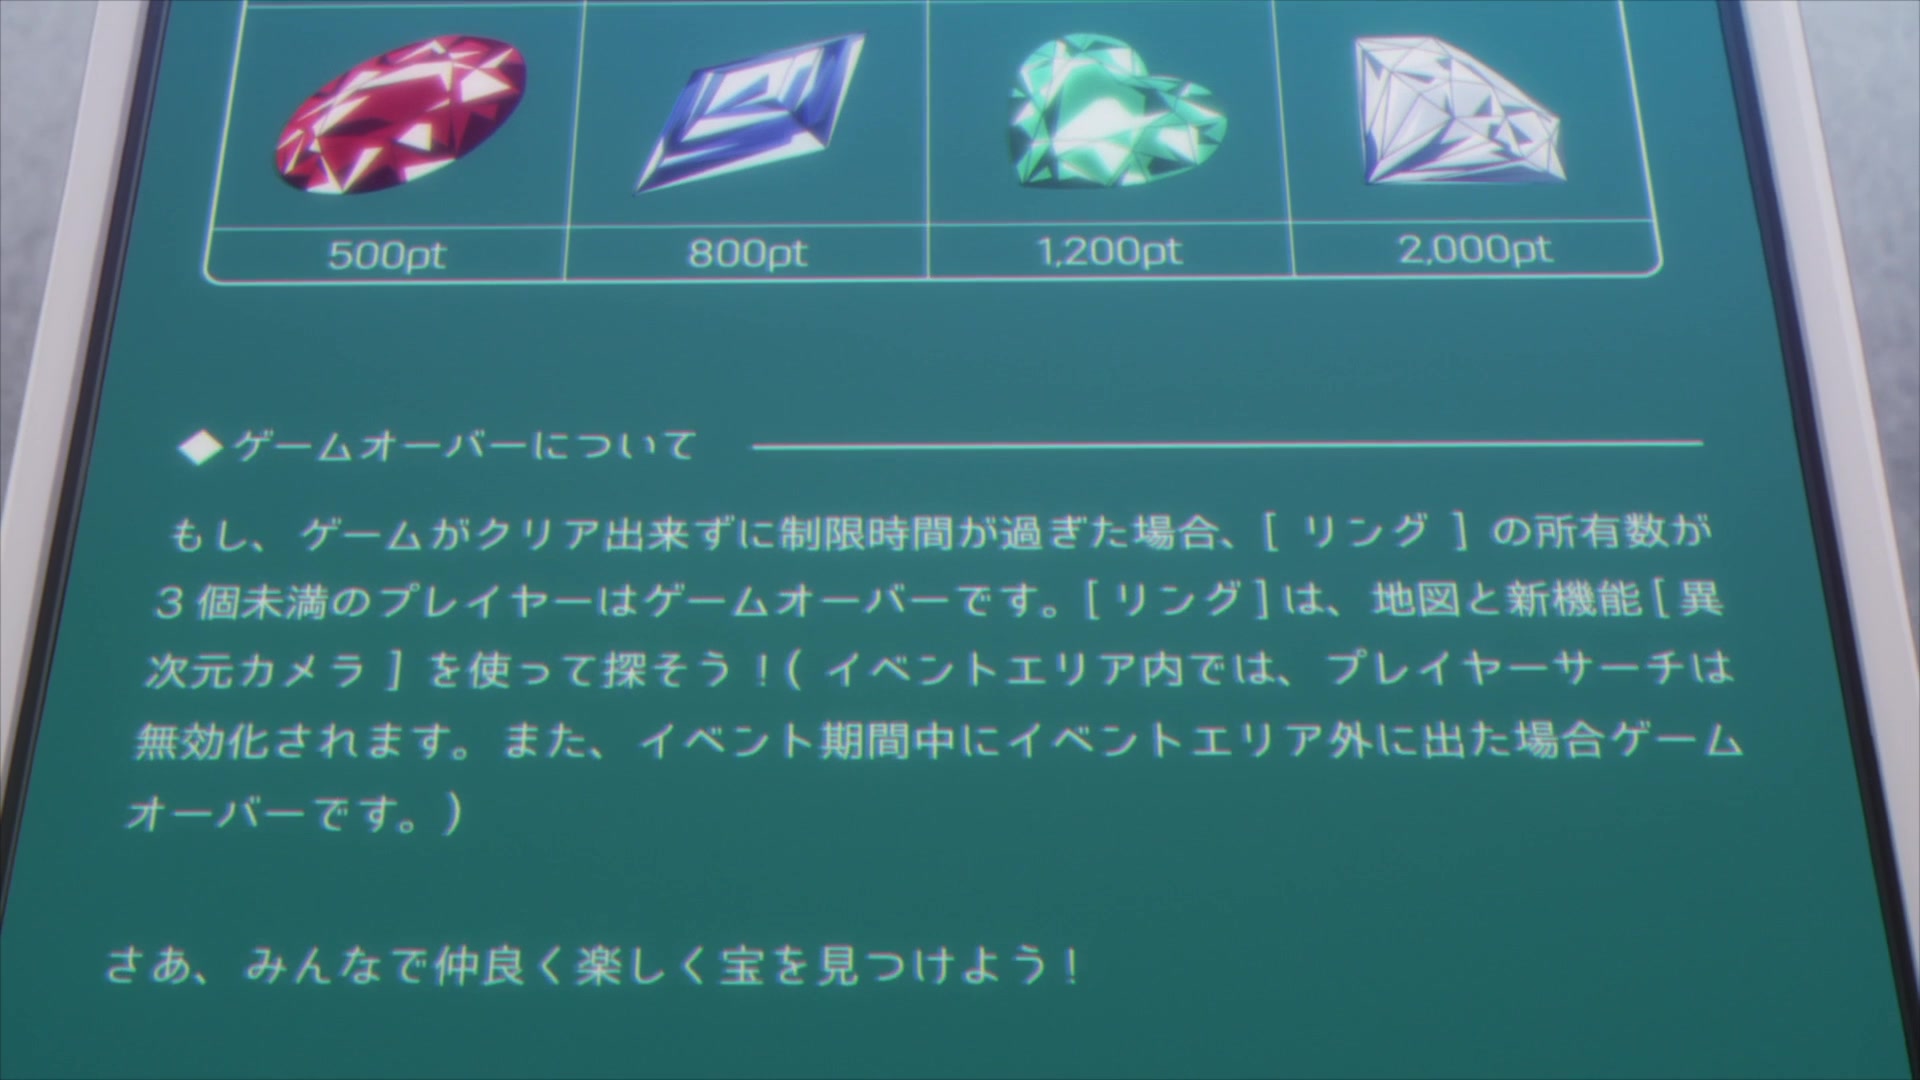 500pt 800pt 1,200pt 2,000pt
◆ゲームオーバーについて
もし、ゲームがクリア出来ずに制限時間が過ぎた場合、[ リング ] の所有数が
3 個未満のプレイヤーはゲームオーバーです。[ リング ] は、地図と新機能 [ 異
次元カメラ ] を使って探そう！( イベントエリア内では、プレイヤーサーチは
無効化されます。また、イベント期間中にイベントエリア外に出た場合ゲーム
オーバーです。)
さあ、みんなで仲良く楽しく宝を見つけよう！